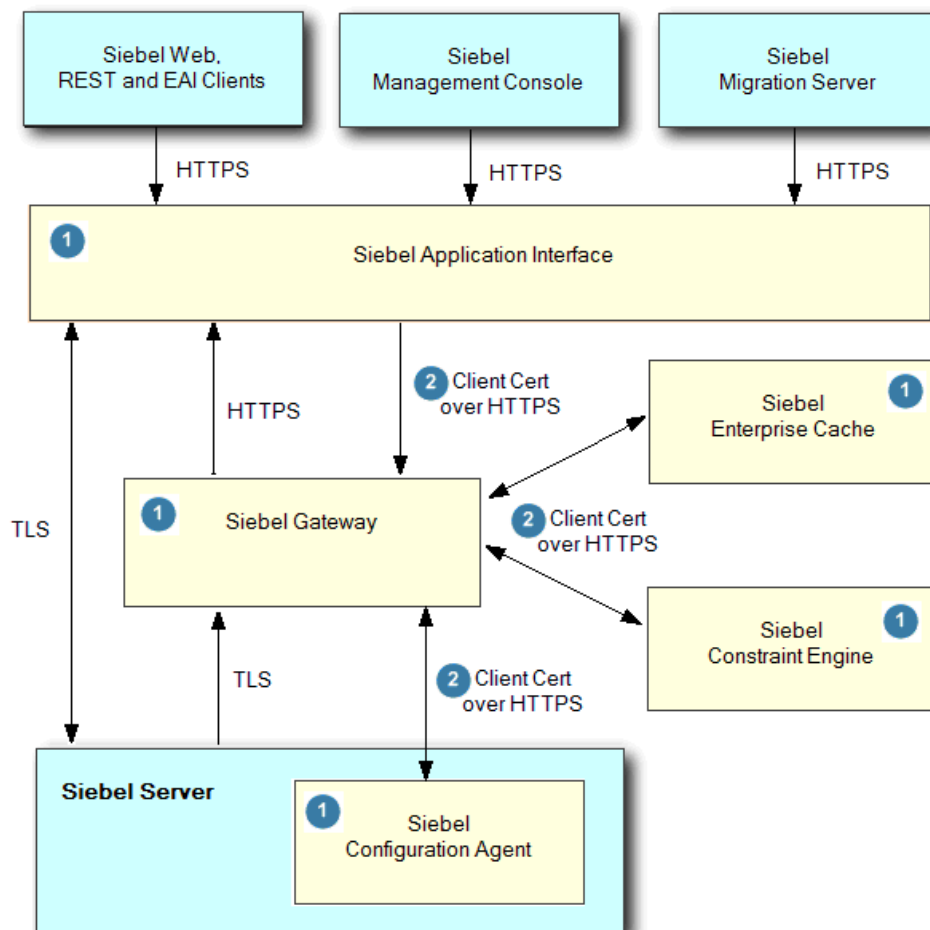 Siebel Web,
REST and EAI Clients
Siebel
Management Console
Siebel
Migration Server
HTTPS
HTTPS
HTTPS
1
Siebel Application Interface
2 Client Cert
over HTTPS
HTTPS
Siebel
Enterprise Cache
1
1
Siebel Gateway
2 Client Cert
over HTTPS
TLS
Siebel
Constraint Engine
1
TLS
2 Client Cert
over HTTPS
Siebel Server
1
Siebel
Configuration Agent